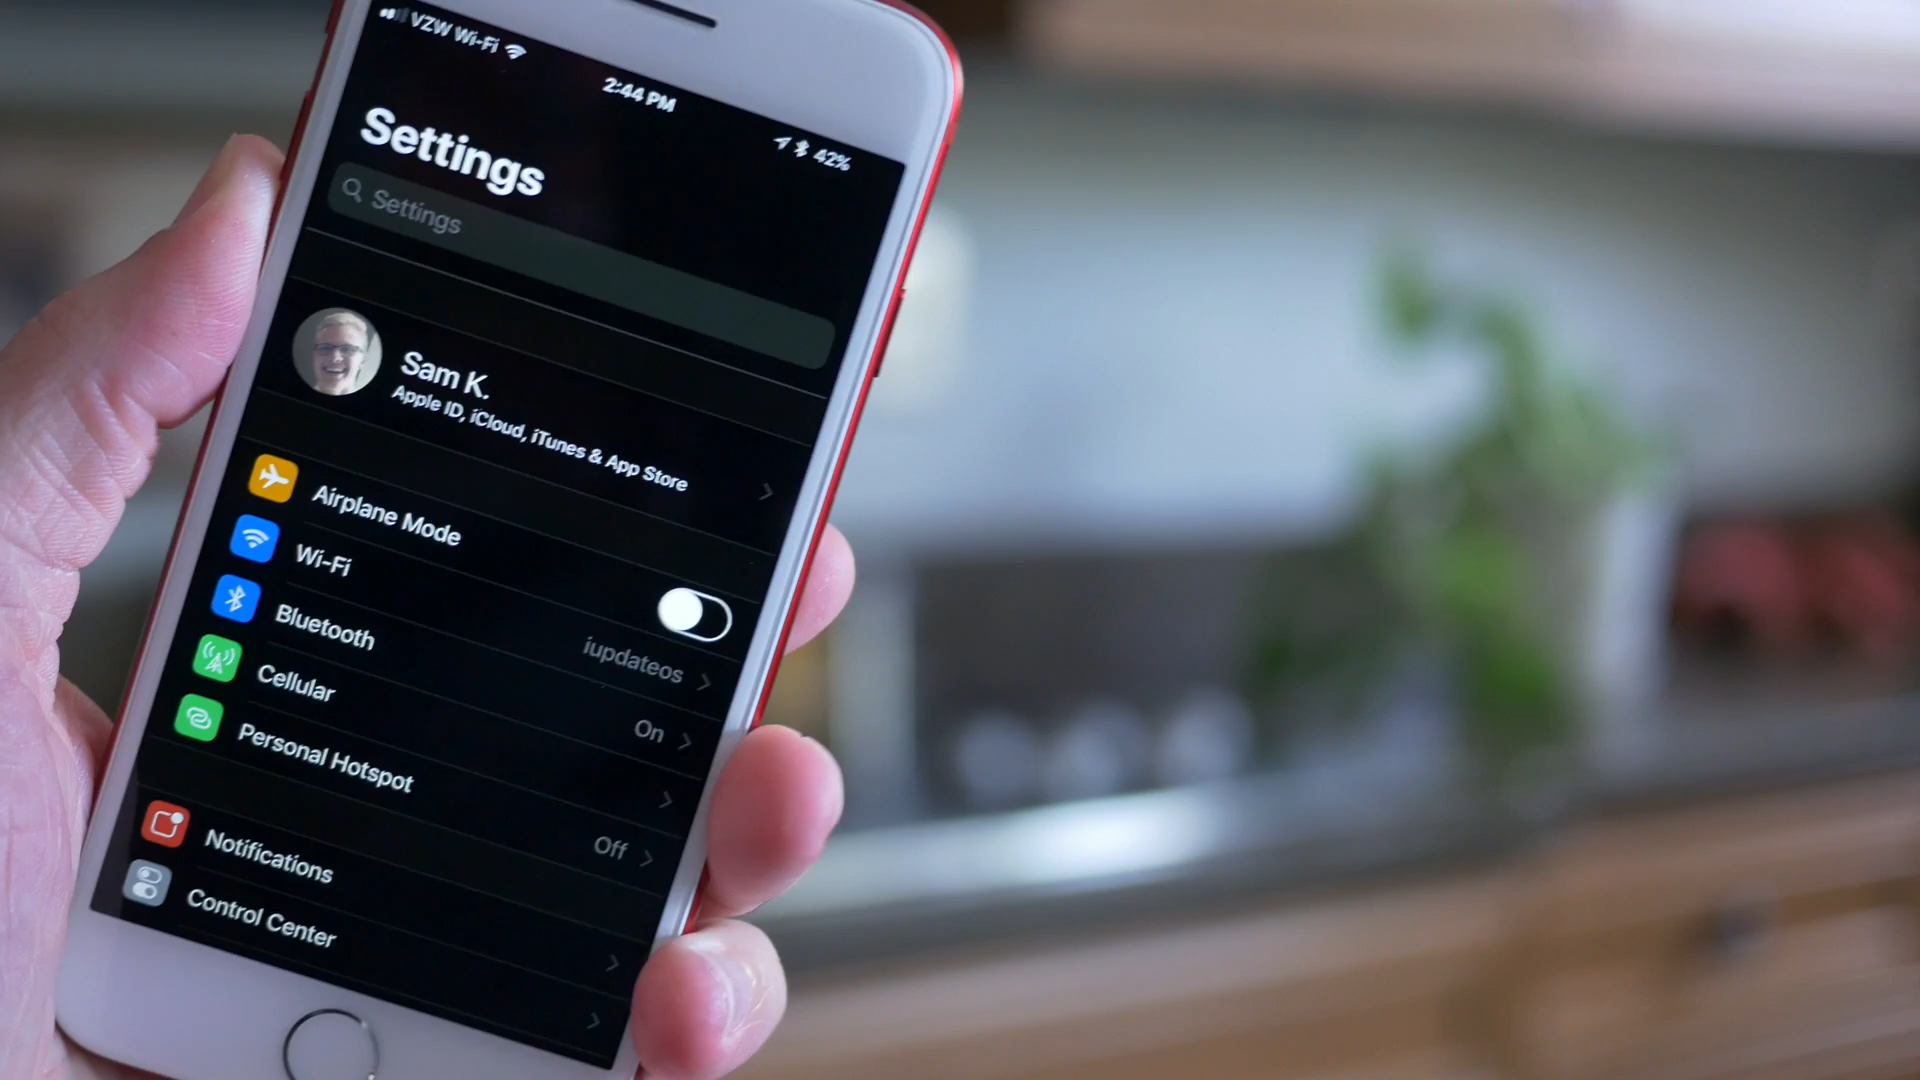 VZW Wi-Fi
2:44 PM
42%
Settings
Settings
Sam K.
Apple ID, iCloud, iTunes & App Store
Airplane Mode
Wi-Fi
iupdateos
Bluetooth
On
Cellular
Personal Hotspot
Off
Notifications
Control Center